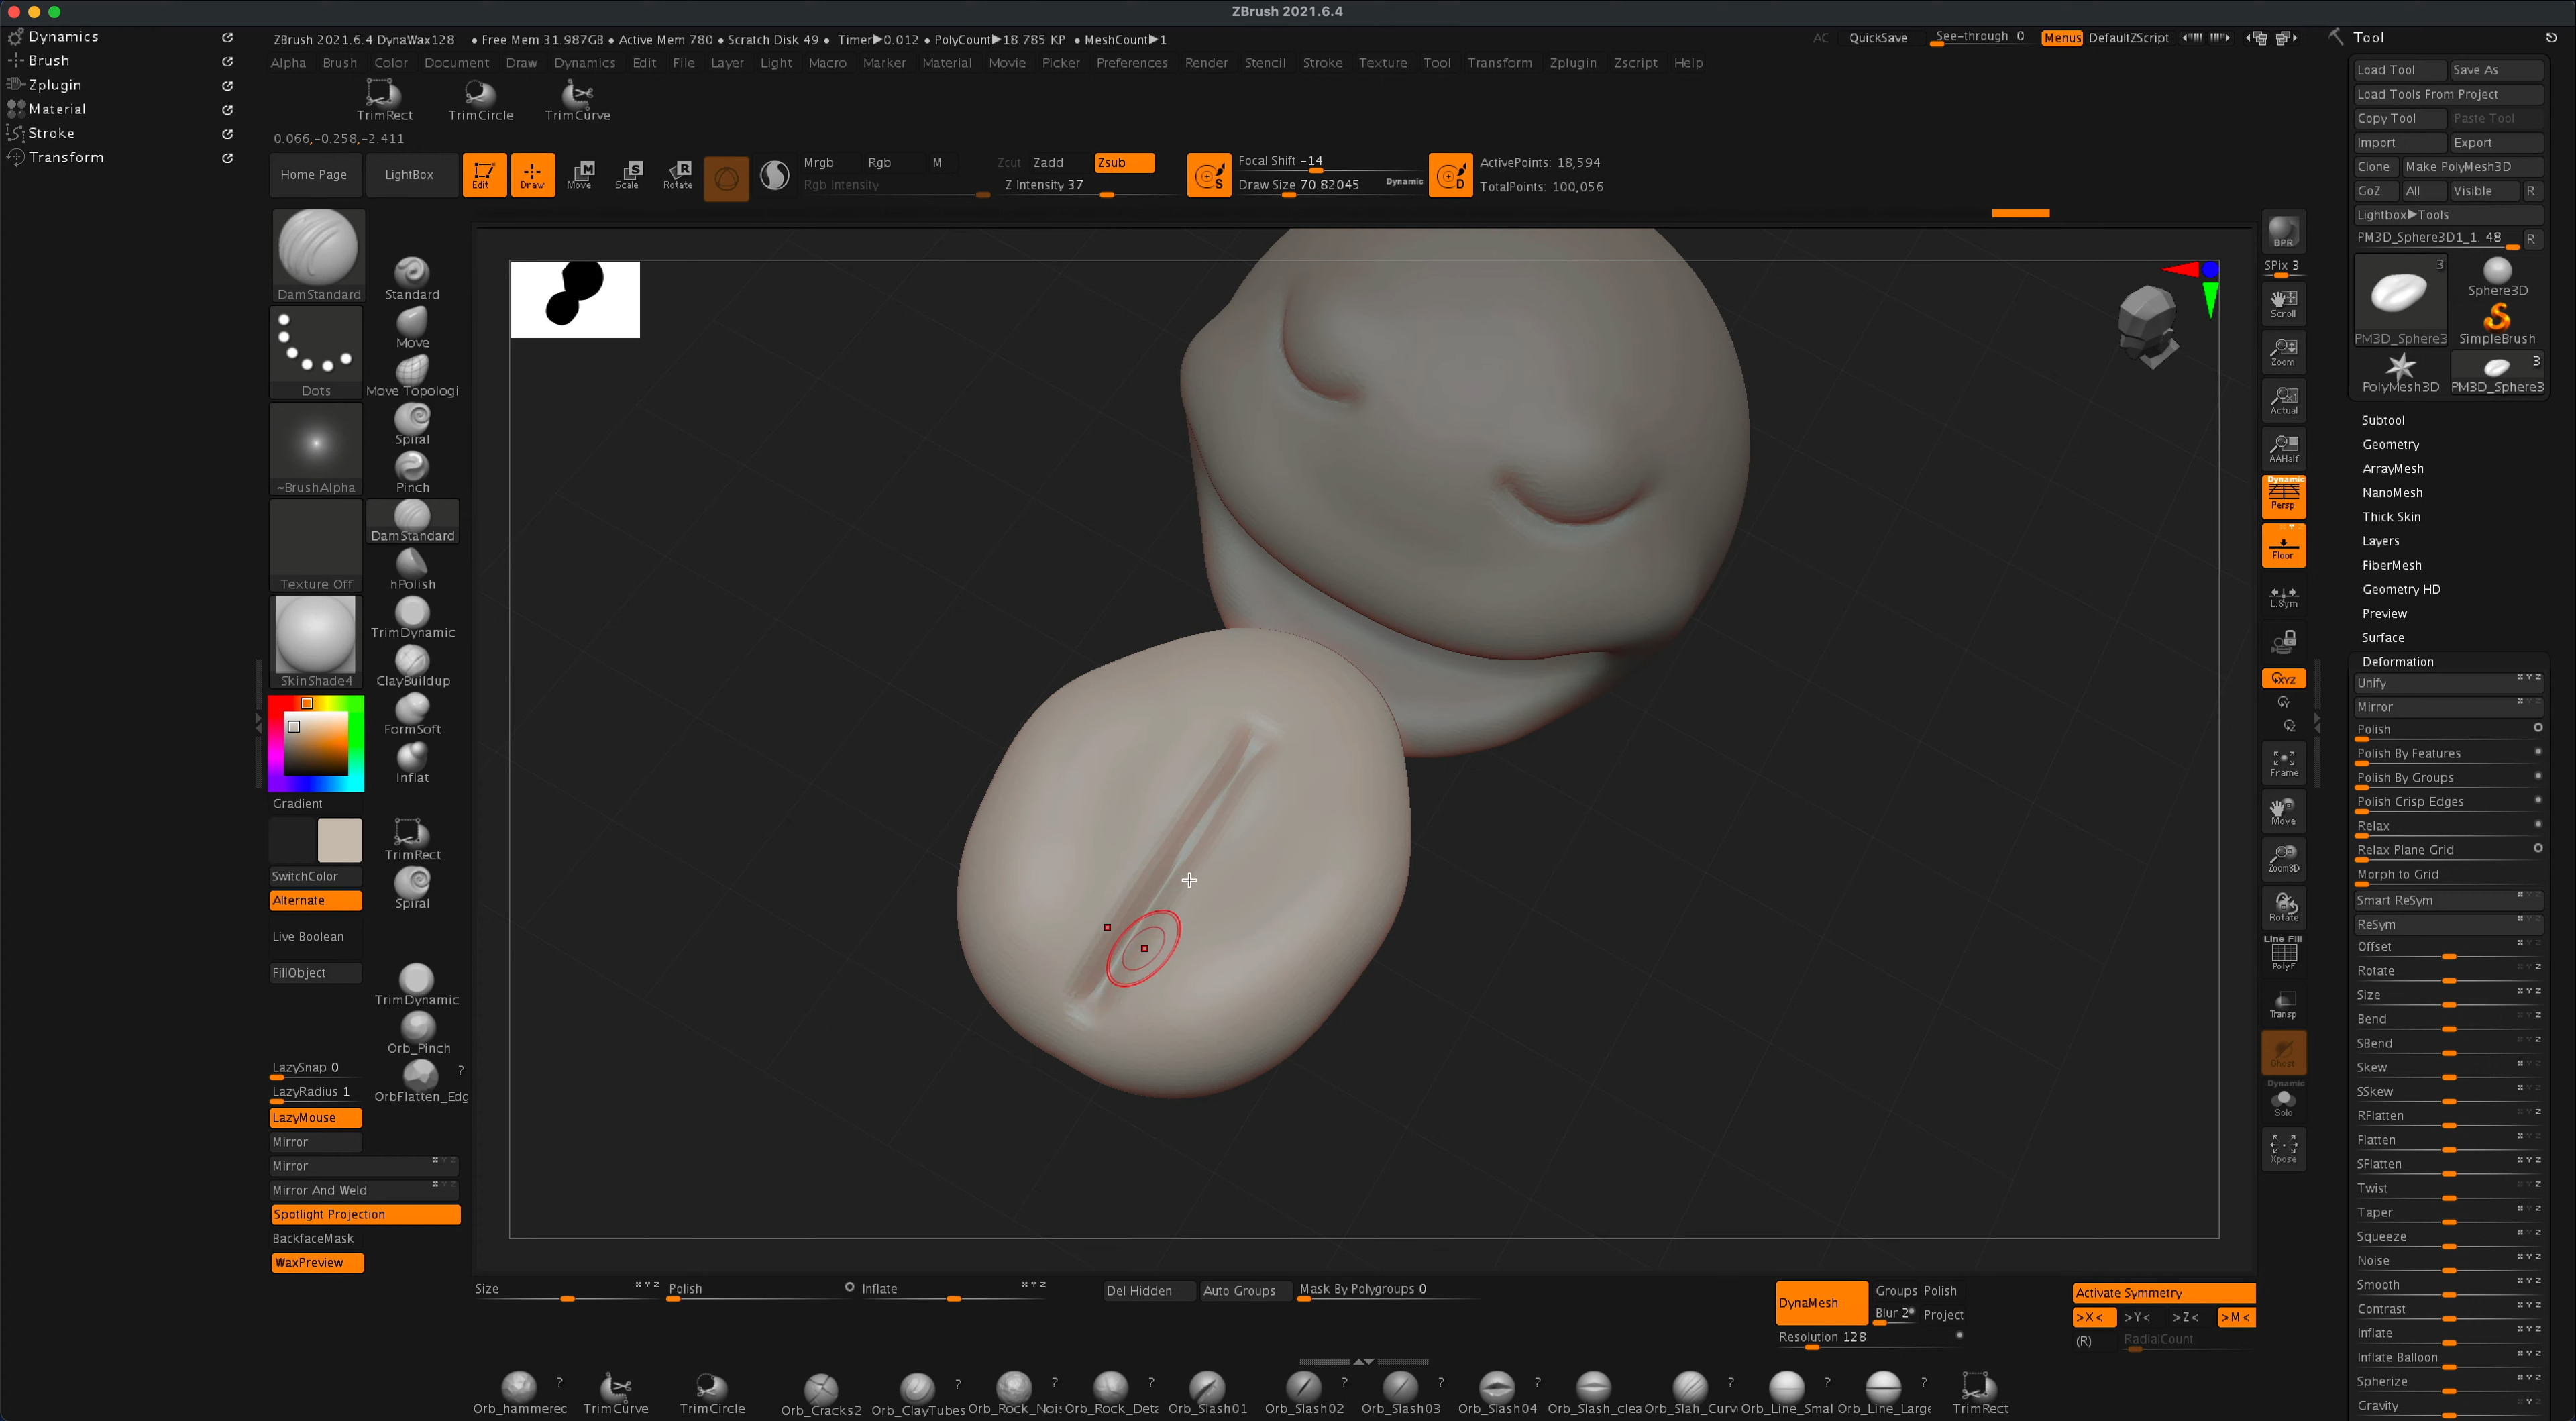 ZBrush 2021.6.4
Dynamics
Brush
Zplugin
Material
Stroke
Transform
ZBrush 2021.6.4 DynaWax128 • Free Mem 31.987GB • Active Mem 780 • Scratch Disk 49 • Timer▶0.012 • PolyCount▶18.785 KP • MeshCount▶1
AC QuickSave See-through 0 Menus DefaultZScript
Alpha Brush Color Document Draw Dynamics Edit File Layer Light Macro Marker Material Movie Picker Preferences Render Stencil Stroke Texture Tool Transform Zplugin Zscript Help
TrimRect TrimCircle TrimCurve
0.066,-0.258,-2.411
Home Page LightBox Edit Draw Move Scale Rotate
Mrgb Rgb M Zcut Zadd Zsub
Rgb Intensity Z Intensity 37
Focal Shift -14
Draw Size 70.82045 Dynamic
ActivePoints: 18,594
TotalPoints: 100,056
DamStandard
Dots
~BrushAlpha
Texture Off
SkinShade4
Gradient
SwitchColor
Alternate
Live Boolean
FillObject
LazySnap 0
LazyRadius 1
LazyMouse
Mirror
Mirror
Mirror And Weld
Spotlight Projection
BackfaceMask
WaxPreview
Standard
Move
Move Topologi
Spiral
Pinch
DamStandard
hPolish
TrimDynamic
ClayBuildup
FormSoft
Inflat
TrimRect
Spiral
TrimDynamic
Orb_Pinch
?
OrbFlatten_Edg
BPR
SPix 3
Scroll
Zoom
Actual
AAHalf
Dynamic
Persp
Floor
L.Sym
XYZ
Frame
Move
Zoom3D
Rotate
Line Fill
PolyF
Transp
Ghost
Dynamic
Solo
Xpose
Tool
Load Tool Save As
Load Tools From Project
Copy Tool Paste Tool
Import Export
Clone Make PolyMesh3D
GoZ All Visible R
Lightbox▶Tools
PM3D_Sphere3D1_1. 48 R
3
Sphere3D
PM3D_Sphere3 SimpleBrush
3
PolyMesh3D PM3D_Sphere3
Subtool
Geometry
ArrayMesh
NanoMesh
Thick Skin
Layers
FiberMesh
Geometry HD
Preview
Surface
Deformation
Unify
Mirror
Polish
Polish By Features
Polish By Groups
Polish Crisp Edges
Relax
Relax Plane Grid
Morph to Grid
Smart ReSym
ReSym
Offset
Rotate
Size
Bend
SBend
Skew
SSkew
RFlatten
Flatten
SFlatten
Twist
Taper
Squeeze
Noise
Smooth
Contrast
Inflate
Inflate Balloon
Spherize
Gravity
Size Polish Inflate Del Hidden Auto Groups Mask By Polygroups 0
DynaMesh Groups Polish
Blur 2 Project
Resolution 128
Activate Symmetry
>X< >Y< >Z< >M<
(R) RadialCount
Orb_hammerec ? TrimCurve TrimCircle Orb_Cracks2 Orb_ClayTubes ? Orb_Rock_Nois ? Orb_Rock_Deta ? Orb_Slash01 Orb_Slash02 ? Orb_Slash03 ? Orb_Slash04 ? Orb_Slash_clea Orb_Slah_Curv ? Orb_Line_Smal ? Orb_Line_Large ? TrimRect